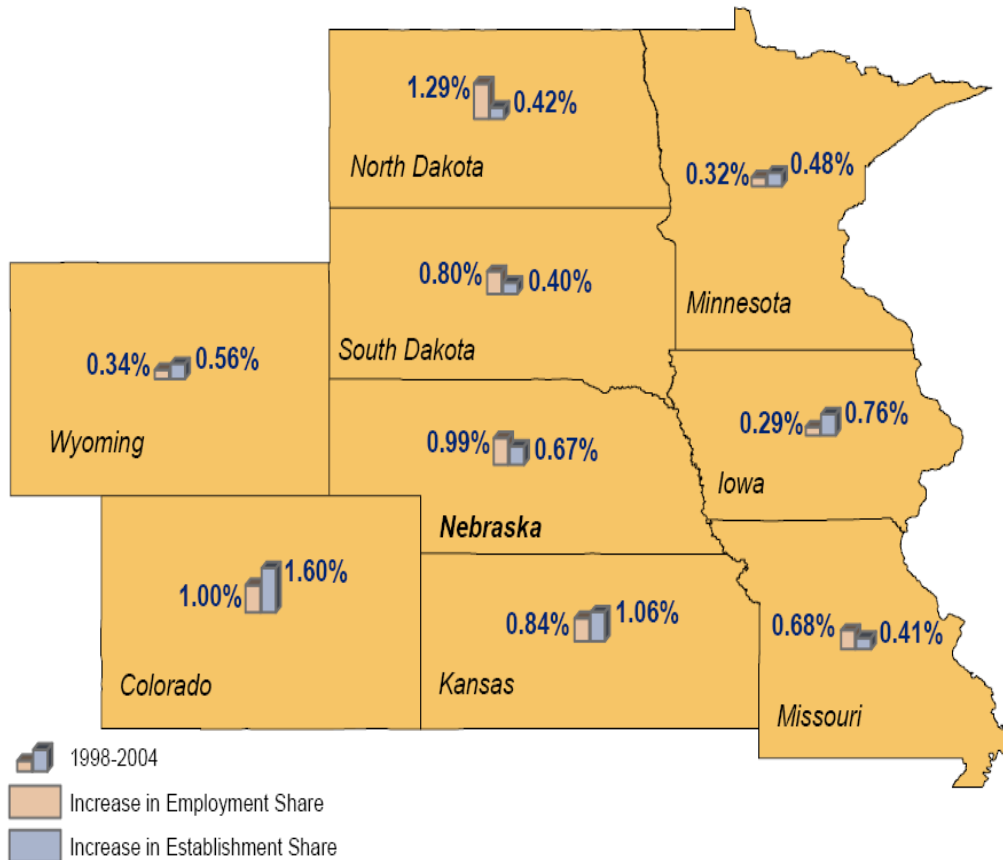 1.29%
0.42%
North Dakota
0.32%
0.48%
Minnesota
0.80%
0.40%
South Dakota
0.34%
0.56%
Wyoming
0.29%
0.76%
Iowa
0.99%
0.67%
Nebraska
1.00%
1.60%
Colorado
0.84%
1.06%
Kansas
0.68%
0.41%
Missouri
1998-2004
Increase in Employment Share
Increase in Establishment Share